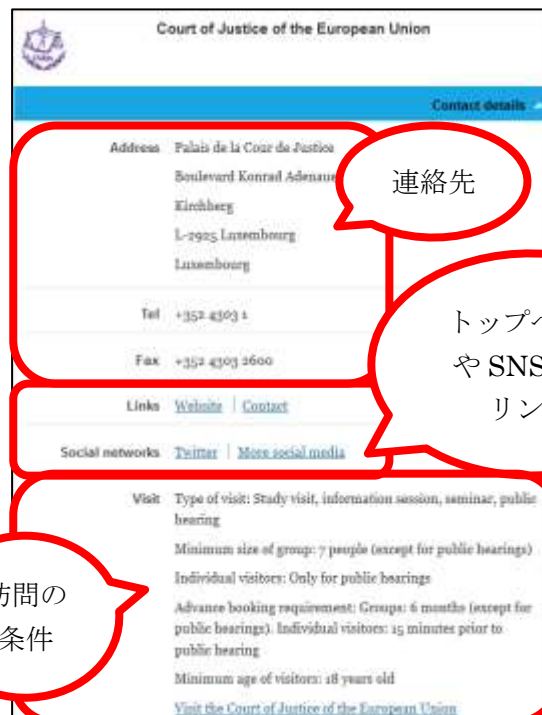 Court of Justice of the European Union
Contact details
Address Palais de la Cour de Justice
Boulevard Konrad
連絡先
Kirchberg
L-2925 Luxembourg
Luxembourg
Tel +352 4303 1
トップペ
や SNS
リン
Fax +352 4303 2600
Links Website | Contact
Social networks Twitter | More social media
Visit Type of visit: Study visit, information session, seminar, public
hearing
Minimum size of group: 7 people (except for public hearings)
Individual visitors: Only for public hearings
訪問の
条件
Advance booking requirement: Groups: 6 months (except for
public hearings). Individual visitors: 15 minutes prior to
public hearing
Minimum age of visitors: 18 years old
Visit the Court of Justice of the European Union